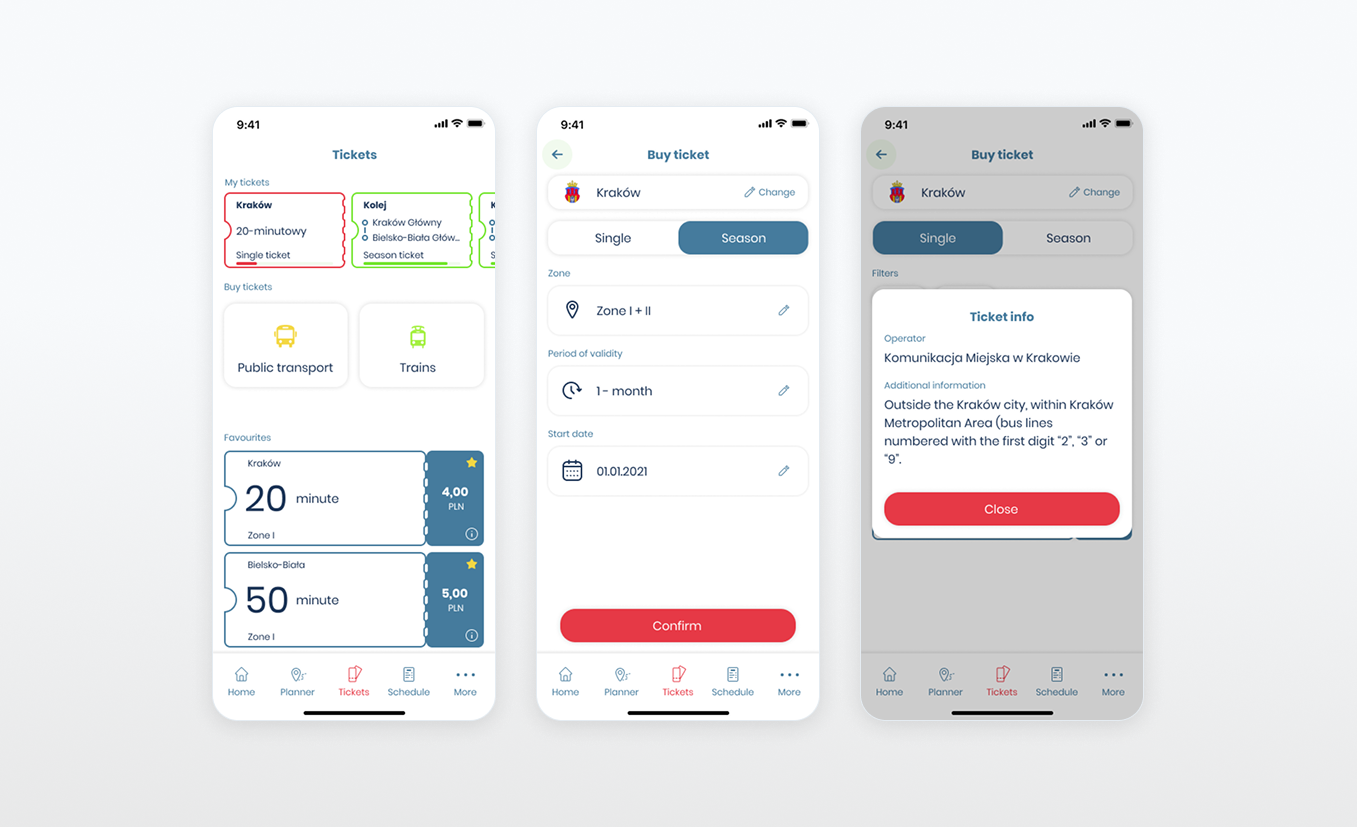 9:41
Tickets
My tickets
Kraków
20-minutowy
Single ticket
Kolej
Kraków Główny
Bielsko-Biała Głów...
Season ticket
K
S
Buy tickets
Public transport
Trains
Favourites
Kraków
20 minute
Zone I
4,00
PLN
Bielsko-Biała
50 minute
Zone I
5,00
PLN
Home Planner Tickets Schedule More
9:41
Buy ticket
Kraków Change
Single Season
Zone
Zone I + II
Period of validity
1 - month
Start date
01.01.2021
Confirm
Home Planner Tickets Schedule More
9:41
Buy ticket
Kraków Change
Single Season
Filters
Ticket info
Operator
Komunikacja Miejska w Krakowie
Additional information
Outside the Kraków city, within Kraków
Metropolitan Area (bus lines
numbered with the first digit “2”, “3” or
“9”.
Close
Home Planner Tickets Schedule More